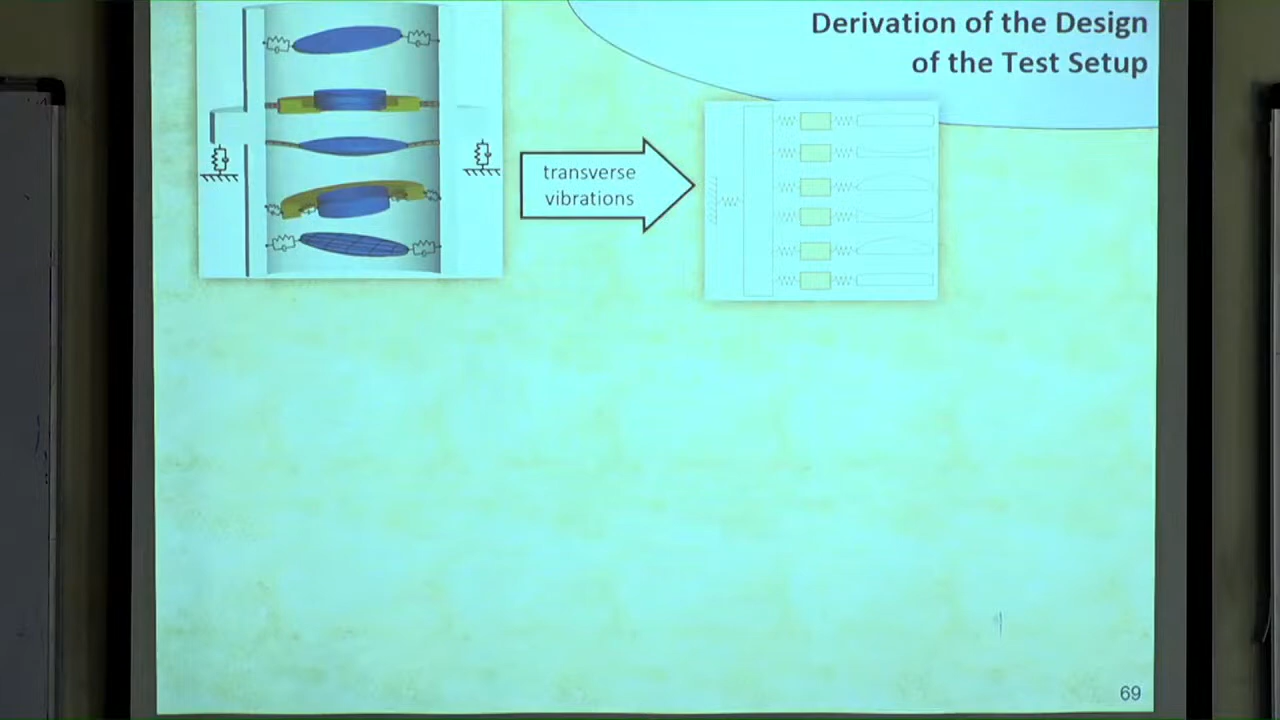 Derivation of the Design
of the Test Setup
transverse
vibrations
69